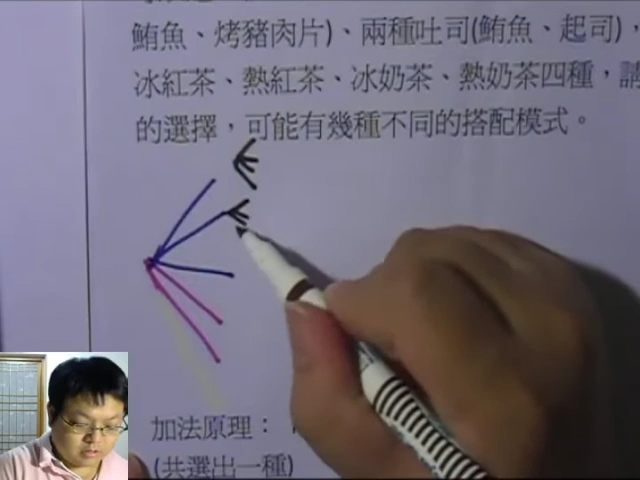 鮪魚、烤豬肉片)、兩種吐司(鮪魚、起司)，
冰紅茶、熱紅茶、冰奶茶、熱奶茶四種，請
的選擇，可能有幾種不同的搭配模式。
加法原理：
(共選出一種)